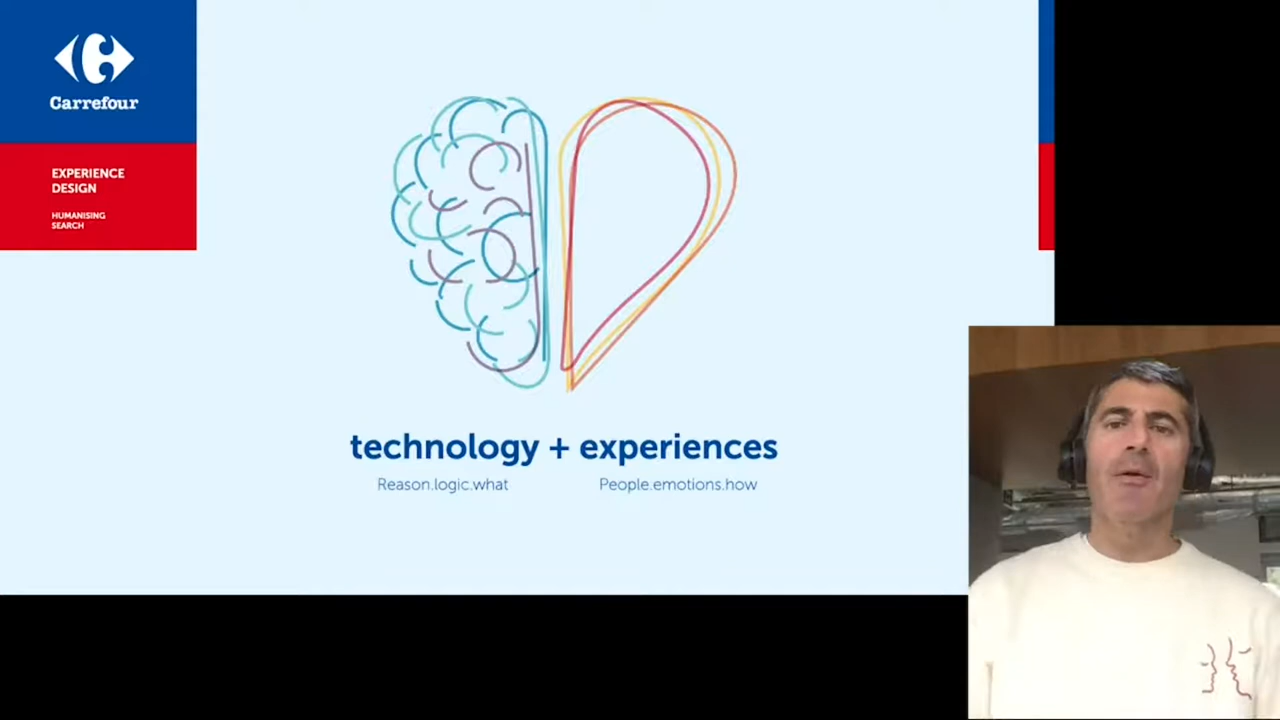 Carrefour
EXPERIENCE
DESIGN
HUMANISING
SEARCH
technology + experiences
Reason.logic.what
People.emotions.how